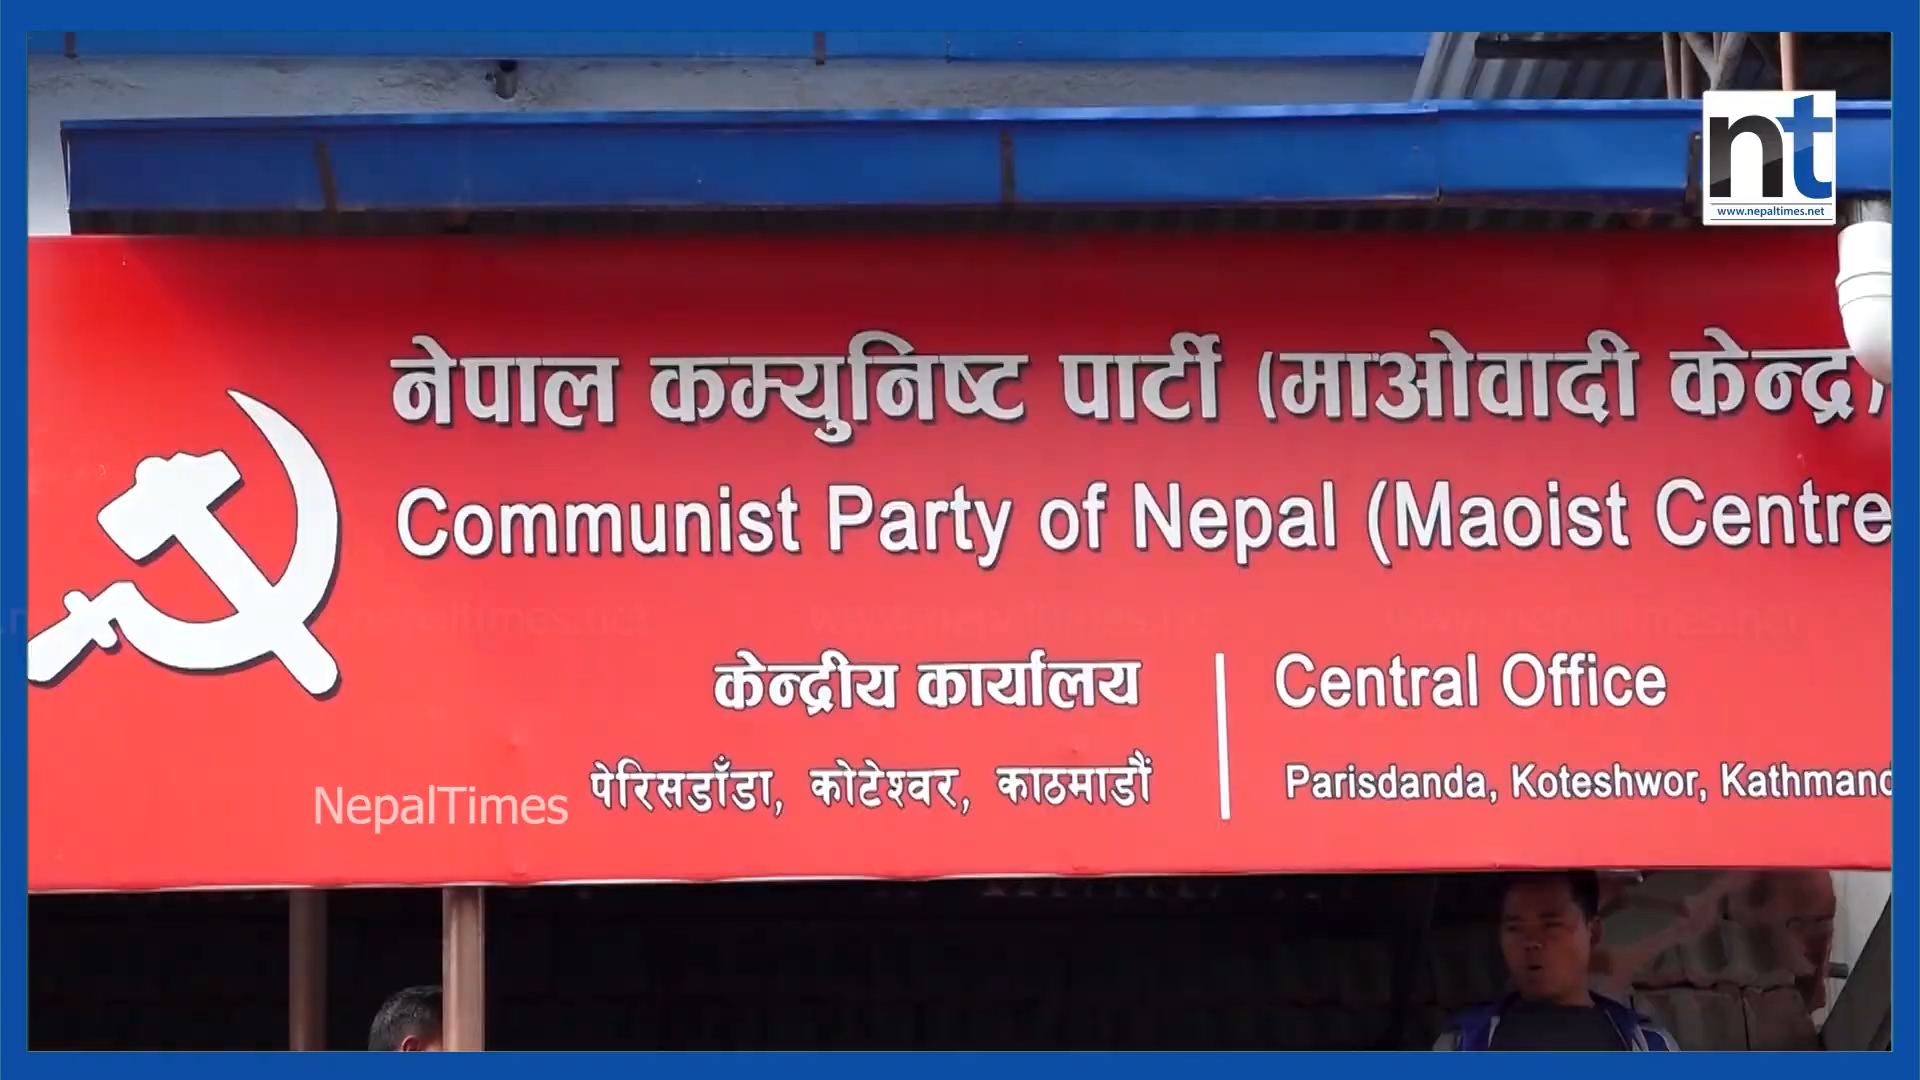 nt
www.nepaltimes.net
नेपाल कम्युनिष्ट पार्टी (माओवादी केन्द्र)
Communist Party of Nepal (Maoist Centre
केन्द्रीय कार्यालय
पेरिसडाँडा, कोटेश्वर, काठमाडौं
Central Office
Parisdanda, Koteshwor, Kathmand
NepalTimes